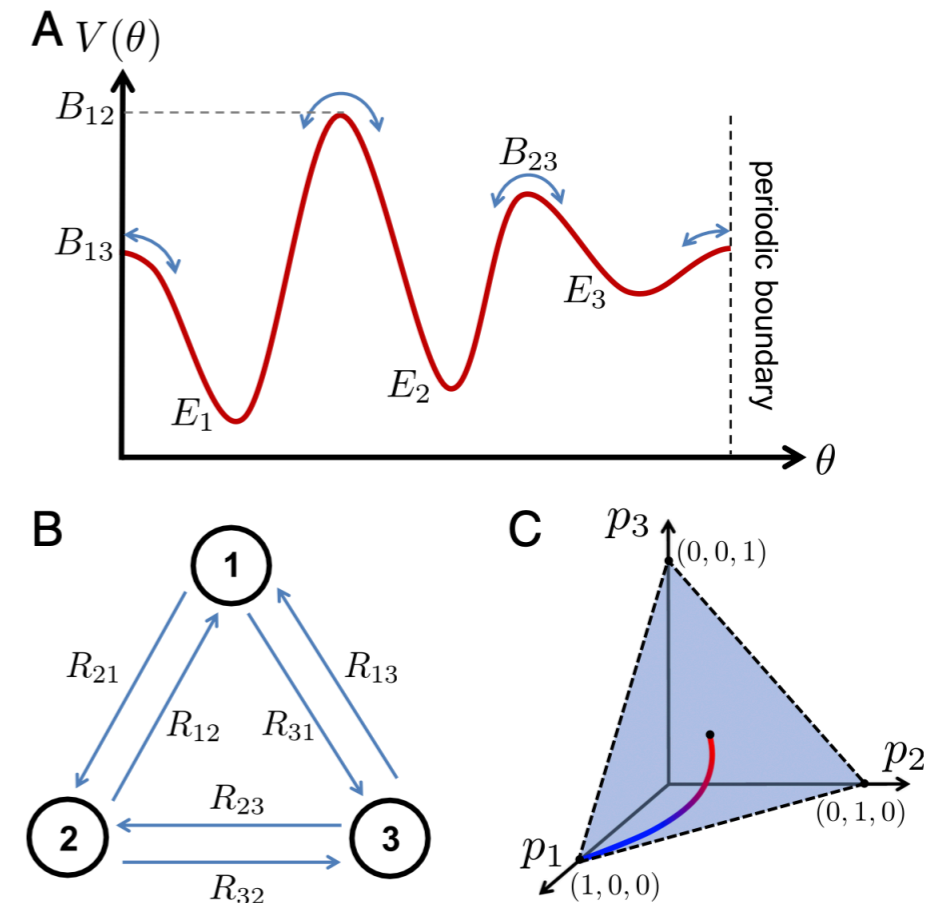 A V(θ)
B₁₂
B₂₃
B₁₃
E₃
E₂
E₁
periodic boundary
θ
B
1
R₂₁
R₁₃
R₁₂
R₃₁
R₂₃
2
3
R₃₂
C
p₃
(0, 0, 1)
p₂
(0, 1, 0)
p₁
(1, 0, 0)